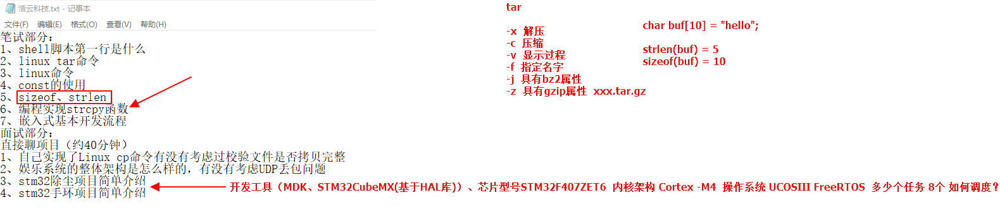 浩云科技.txt - 记事本
文件(F) 编辑(E) 格式(O) 查看(V) 帮助(H)
笔试部分：
1、shell脚本第一行是什么
2、linux tar命令
3、linux命令
4、const的使用
5、sizeof、strlen
6、编程实现strcpy函数
7、嵌入式基本开发流程
面试部分：
直接聊项目（约40分钟）
1、自己实现了Linux cp命令有没有考虑过校验文件是否拷贝完整
2、娱乐系统的整体架构是怎么样的，有没有考虑UDP丢包问题
3、stm32除尘项目简单介绍
4、stm32手环项目简单介绍
开发工具（MDK、STM32CubeMX(基于HAL库)）、芯片型号STM32F407ZET6 内核架构 Cortex -M4 操作系统 UCOSIII FreeRTOS 多少个任务 8个 如何调度？
tar
-x 解压
-c 压缩
-v 显示过程
-f 指定名字
-j 具有bz2属性
-z 具有gzip属性 xxx.tar.gz
char buf[10] = "hello";
strlen(buf) = 5
sizeof(buf) = 10